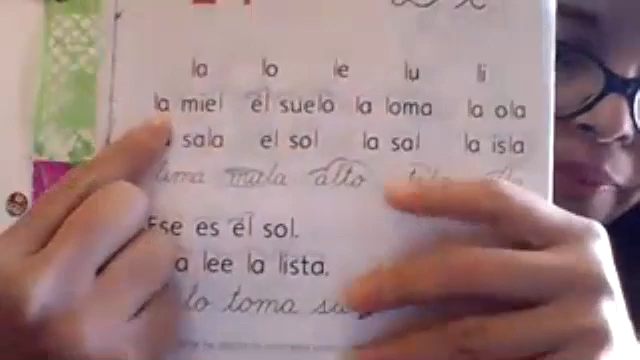 la lo le lu li
la miel el suelo la loma la ola
sala el sol la sal la isla
mala alto
Ese es el sol.
lee la lista.
toma